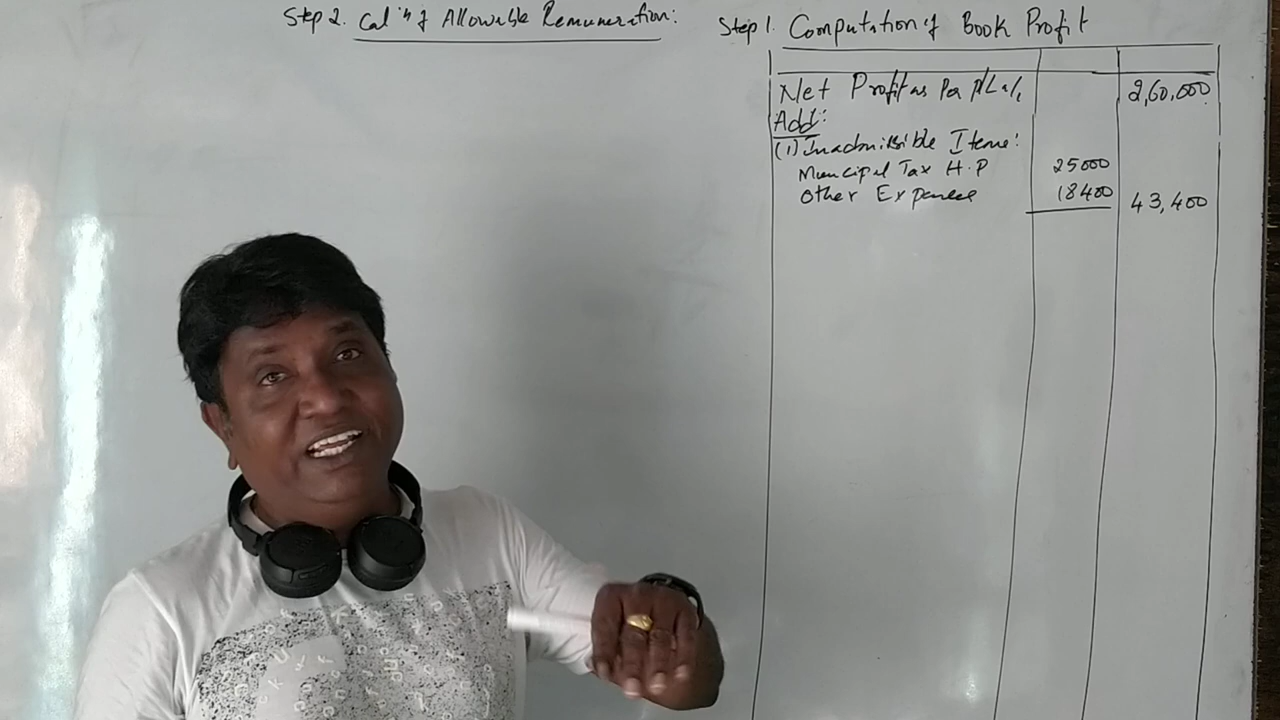 Step 2. Cal'n of Allowable Remuneration:
Step 1. Computation of Book Profit
Net Profit as Per P/L a/c 2,60,000
Add:
(1) Inadmissible Items:
Municipal Tax H.P 25000
Other Expenses 18400 43,400